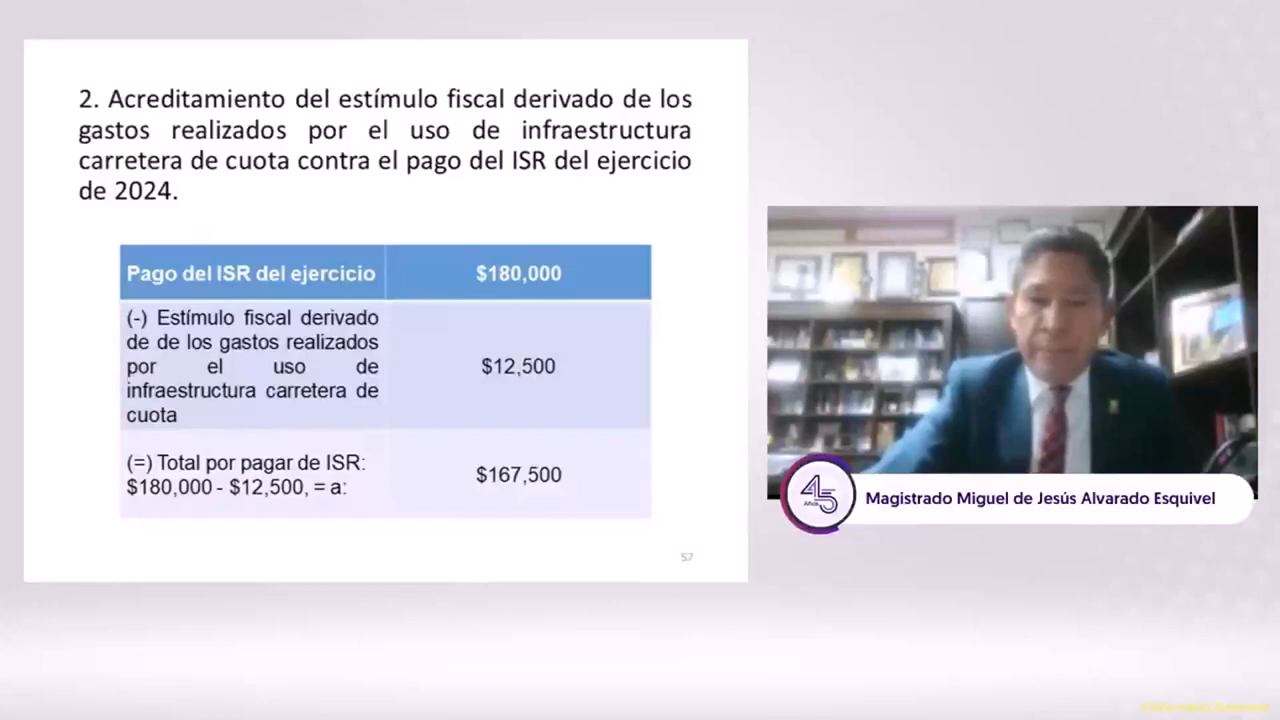 2. Acreditamiento del estímulo fiscal derivado de los
gastos realizados por el uso de infraestructura
carretera de cuota contra el pago del ISR del ejercicio
de 2024.
Pago del ISR del ejercicio
$180,000
(-) Estímulo fiscal derivado
de de los gastos realizados
por el uso de
infraestructura carretera de
cuota
$12,500
(=) Total por pagar de ISR:
$180,000 - $12,500, = a:
$167,500
57
45
Años
Magistrado Miguel de Jesús Alvarado Esquivel